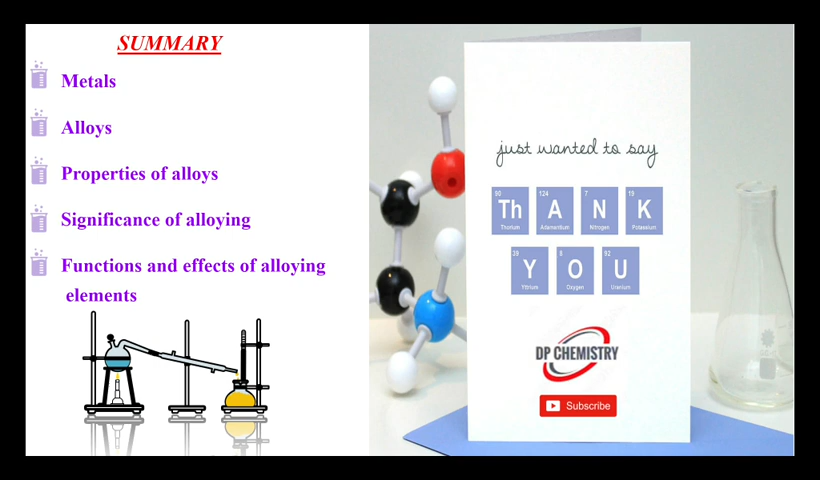 SUMMARY
Metals
Alloys
Properties of alloys
Significance of alloying
Functions and effects of alloying
elements
just wanted to say
90 124 7 19
Th A N K
Thorium Adamantium Nitrogen Potassium
39 8 92
Y O U
Yttrium Oxygen Uranium
DP CHEMISTRY
Subscribe